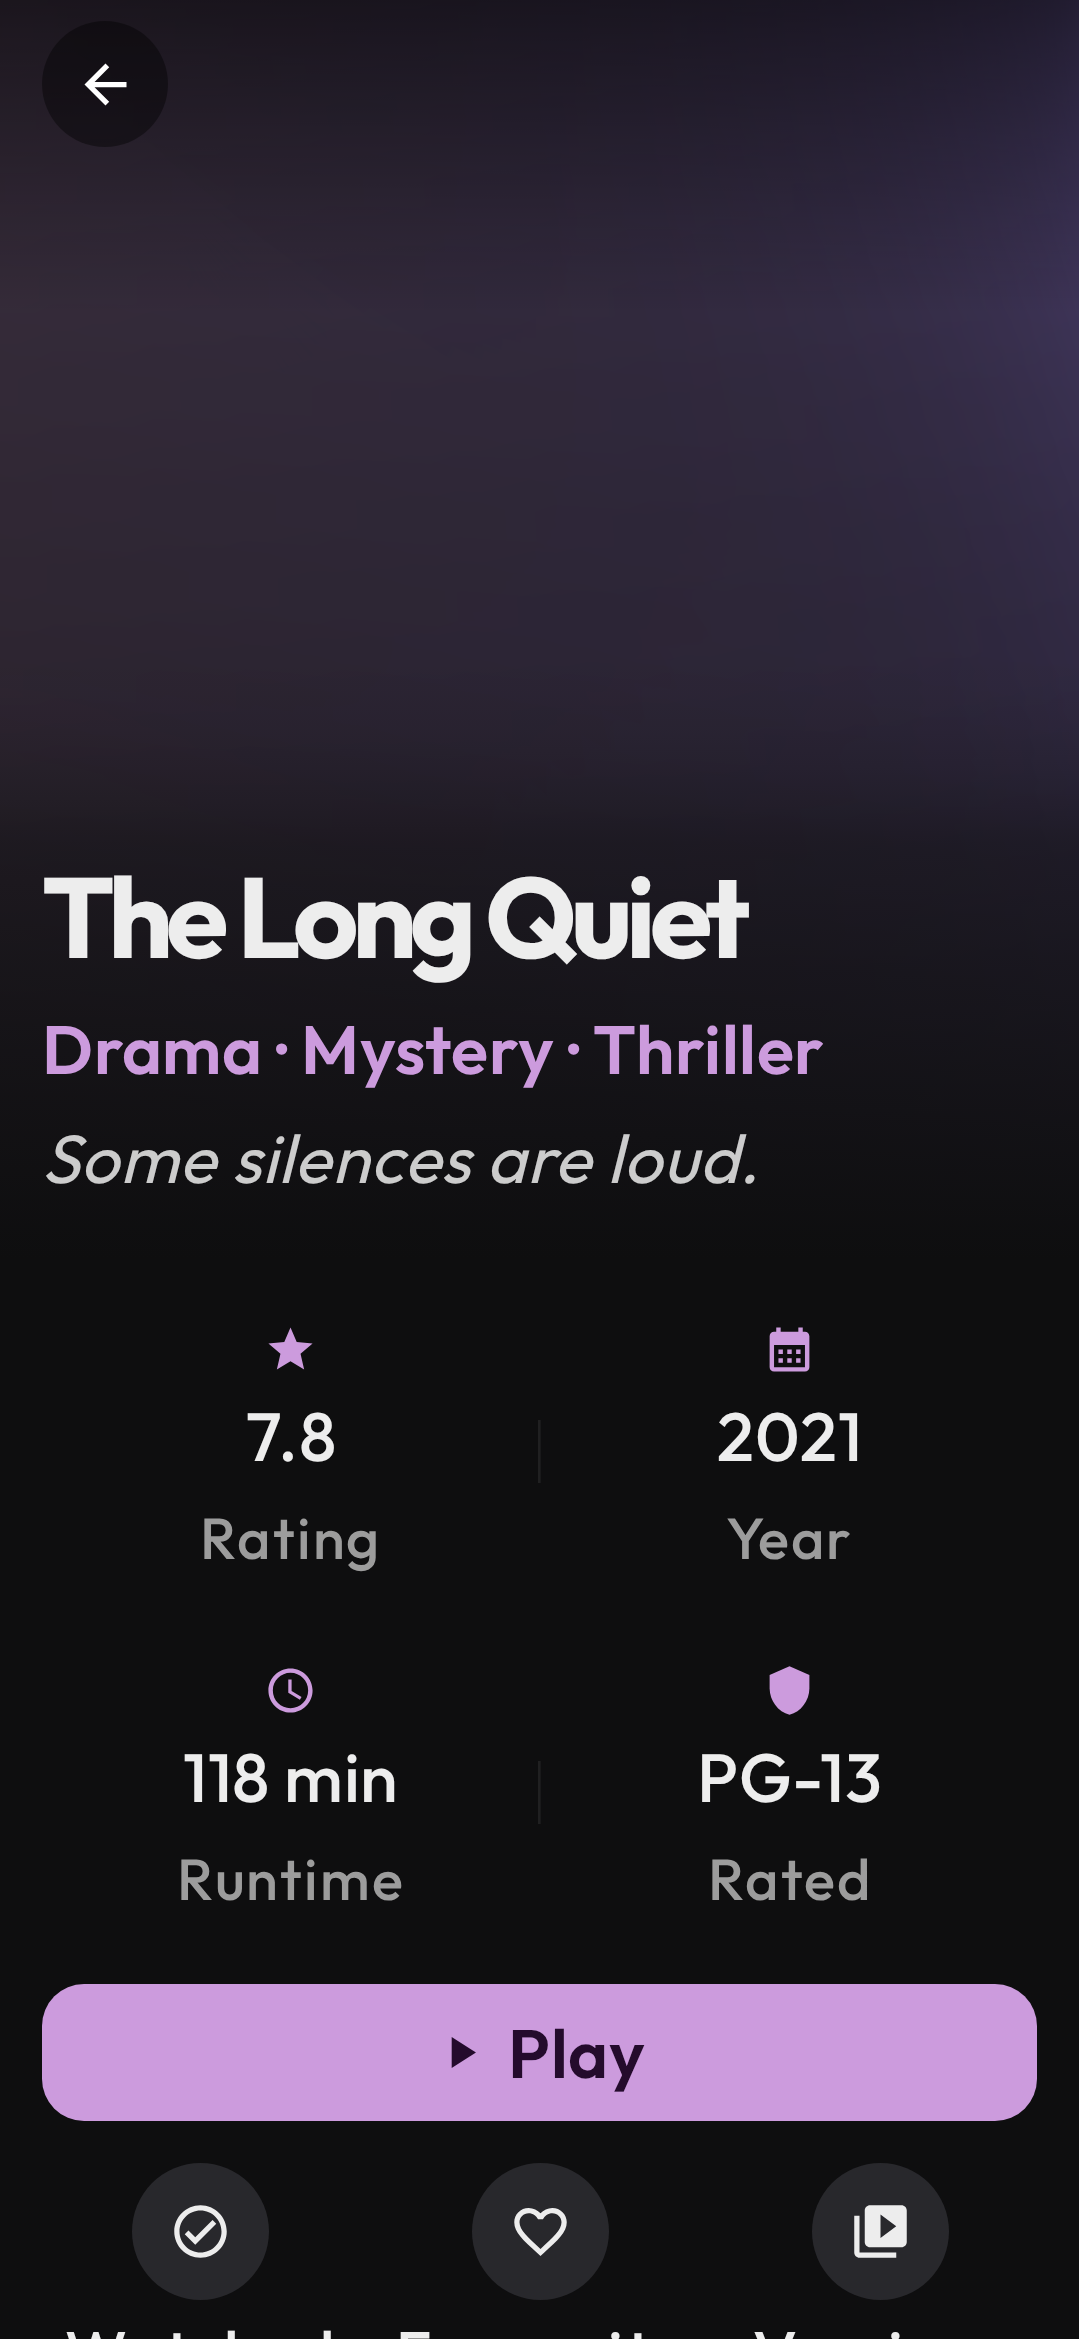 The Long Quiet
Drama · Mystery · Thriller
Some silences are loud.
7.8
2021
Rating
Year
118 min
PG-13
Runtime
Rated
Play